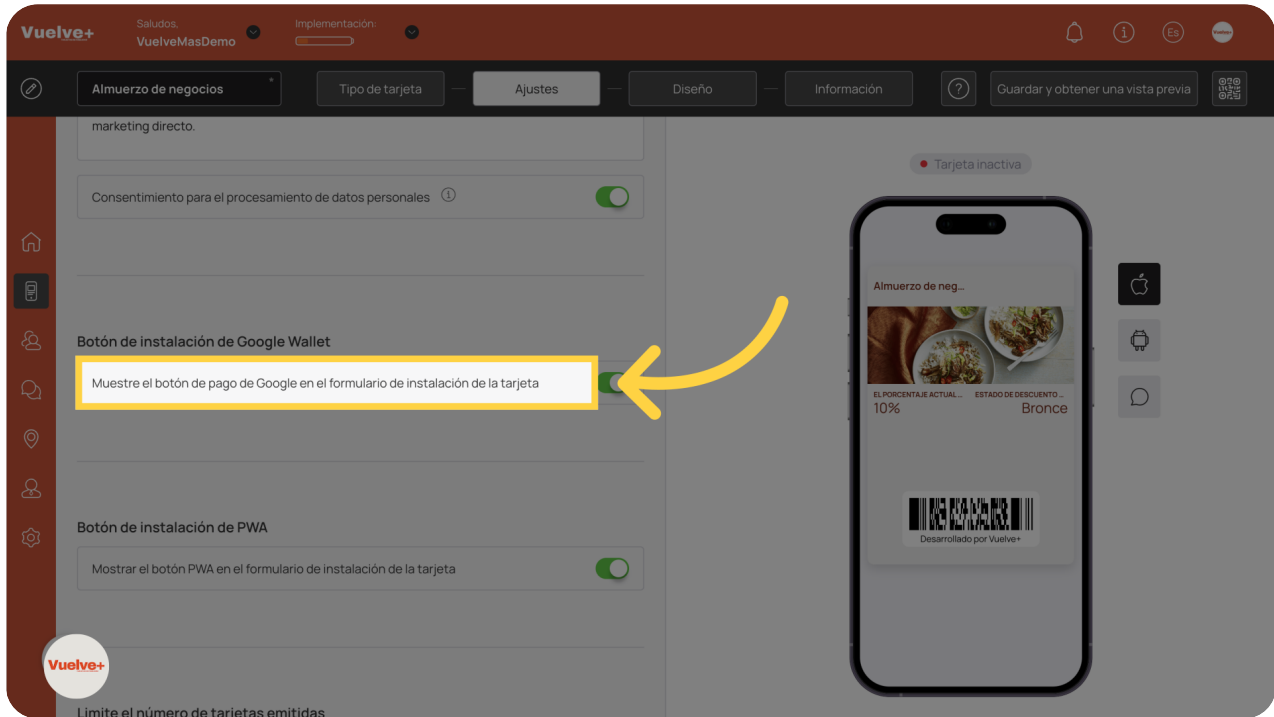 Vuelve+
Saludos,
VuelveMasDemo
Implementación:
Es
Vuelve+
Almuerzo de negocios *
Tipo de tarjeta
Ajustes
Diseño
Información
?
Guardar y obtener una vista previa
marketing directo.
Consentimiento para el procesamiento de datos personales
Botón de instalación de Google Wallet
Muestre el botón de pago de Google en el formulario de instalación de la tarjeta
Botón de instalación de PWA
Mostrar el botón PWA en el formulario de instalación de la tarjeta
Limite el número de tarjetas emitidas
Vuelve+
Tarjeta inactiva
Almuerzo de neg...
EL PORCENTAJE ACTUAL ... ESTADO DE DESCUENTO ...
10% Bronce
Desarrollado por Vuelve+